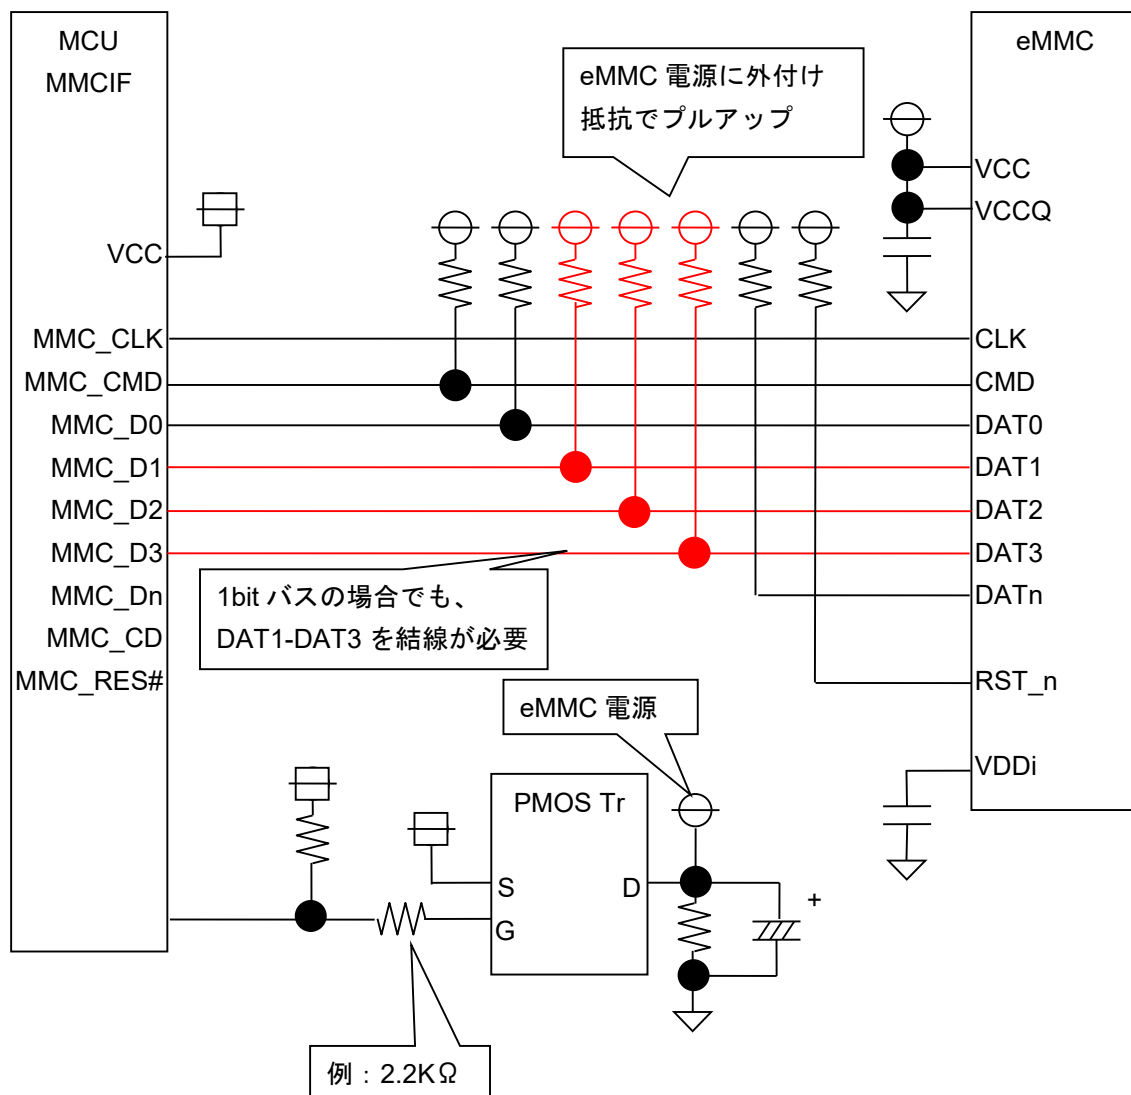 MCU
MMCIF
eMMC
eMMC 電源に外付け
抵抗でプルアップ
VCC
VCCQ
VCC
MMC_CLK
CLK
MMC_CMD
CMD
MMC_D0
DAT0
MMC_D1
DAT1
MMC_D2
DAT2
MMC_D3
DAT3
MMC_Dn
DATn
1bit バスの場合でも、
DAT1-DAT3 を結線が必要
MMC_CD
MMC_RES#
RST_n
eMMC 電源
VDDi
PMOS Tr
S
D
G
+
例：2.2KΩ